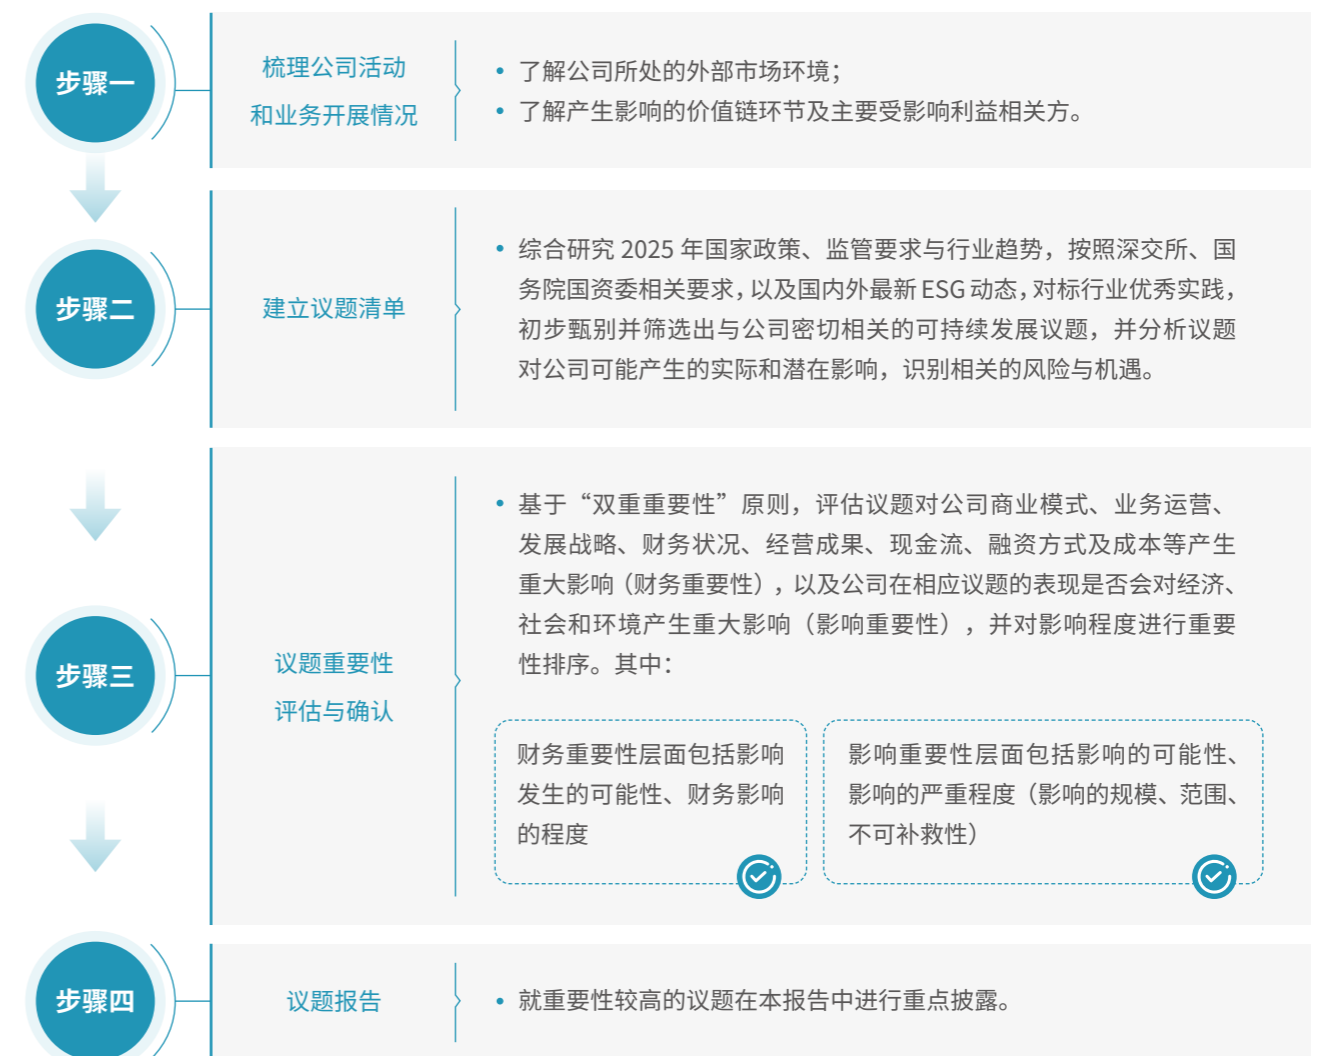 步骤一
梳理公司活动
和业务开展情况
• 了解公司所处的外部市场环境；
• 了解产生影响的价值链环节及主要受影响利益相关方。
步骤二
建立议题清单
• 综合研究 2025 年国家政策、监管要求与行业趋势，按照深交所、国
务院国资委相关要求，以及国内外最新 ESG 动态，对标行业优秀实践，
初步甄别并筛选出与公司密切相关的可持续发展议题，并分析议题
对公司可能产生的实际和潜在影响，识别相关的风险与机遇。
步骤三
议题重要性
评估与确认
• 基于“双重重要性”原则，评估议题对公司商业模式、业务运营、
发展战略、财务状况、经营成果、现金流、融资方式及成本等产生
重大影响（财务重要性），以及公司在相应议题的表现是否会对经济、
社会和环境产生重大影响（影响重要性），并对影响程度进行重要
性排序。其中：
财务重要性层面包括影响
发生的可能性、财务影响
的程度
影响重要性层面包括影响的可能性、
影响的严重程度（影响的规模、范围、
不可补救性）
步骤四
议题报告
• 就重要性较高的议题在本报告中进行重点披露。